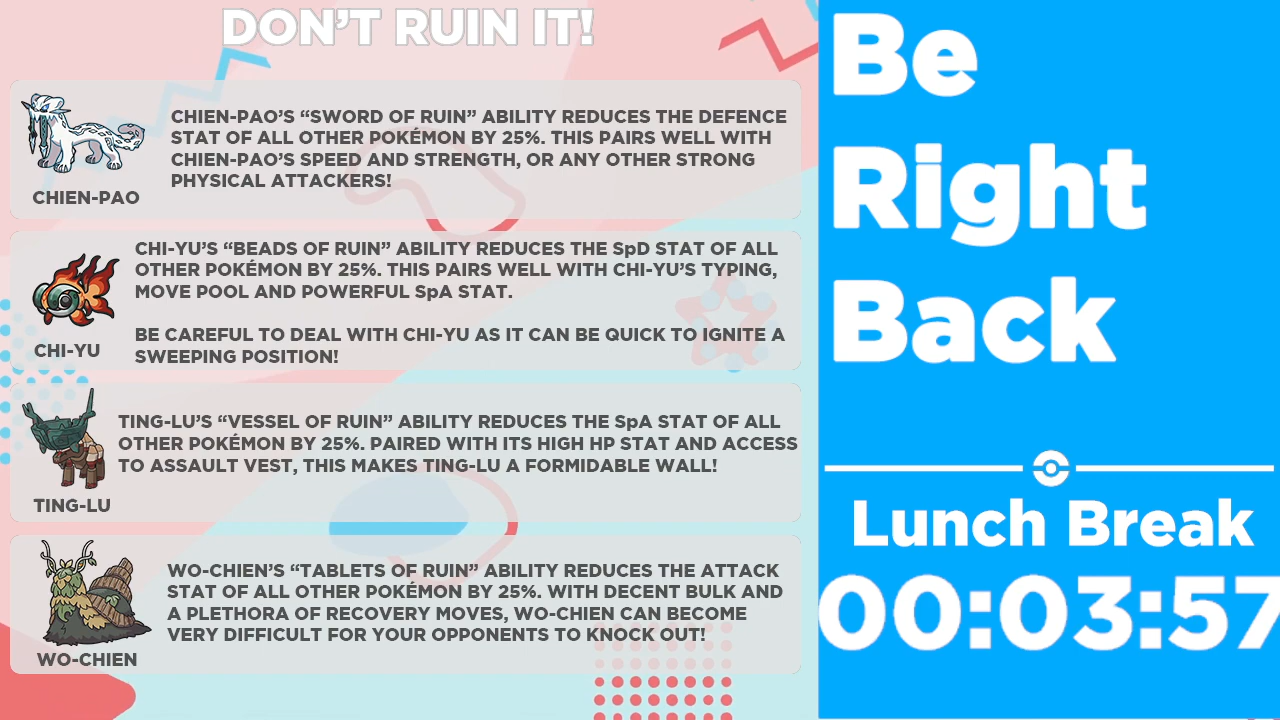 DON'T RUIN IT!
CHIEN-PAO'S “SWORD OF RUIN” ABILITY REDUCES THE DEFENCE
STAT OF ALL OTHER POKÉMON BY 25%. THIS PAIRS WELL WITH
CHIEN-PAO'S SPEED AND STRENGTH, OR ANY OTHER STRONG
PHYSICAL ATTACKERS!
CHIEN-PAO
CHI-YU'S “BEADS OF RUIN” ABILITY REDUCES THE SpD STAT OF ALL
OTHER POKÉMON BY 25%. THIS PAIRS WELL WITH CHI-YU'S TYPING,
MOVE POOL AND POWERFUL SpA STAT.
BE CAREFUL TO DEAL WITH CHI-YU AS IT CAN BE QUICK TO IGNITE A
SWEEPING POSITION!
CHI-YU
TING-LU'S “VESSEL OF RUIN” ABILITY REDUCES THE SpA STAT OF ALL
OTHER POKÉMON BY 25%. PAIRED WITH ITS HIGH HP STAT AND ACCESS
TO ASSAULT VEST, THIS MAKES TING-LU A FORMIDABLE WALL!
TING-LU
WO-CHIEN'S “TABLETS OF RUIN” ABILITY REDUCES THE ATTACK
STAT OF ALL OTHER POKÉMON BY 25%. WITH DECENT BULK AND
A PLETHORA OF RECOVERY MOVES, WO-CHIEN CAN BECOME
VERY DIFFICULT FOR YOUR OPPONENTS TO KNOCK OUT!
WO-CHIEN
Be
Right
Back
Lunch Break
00:03:57